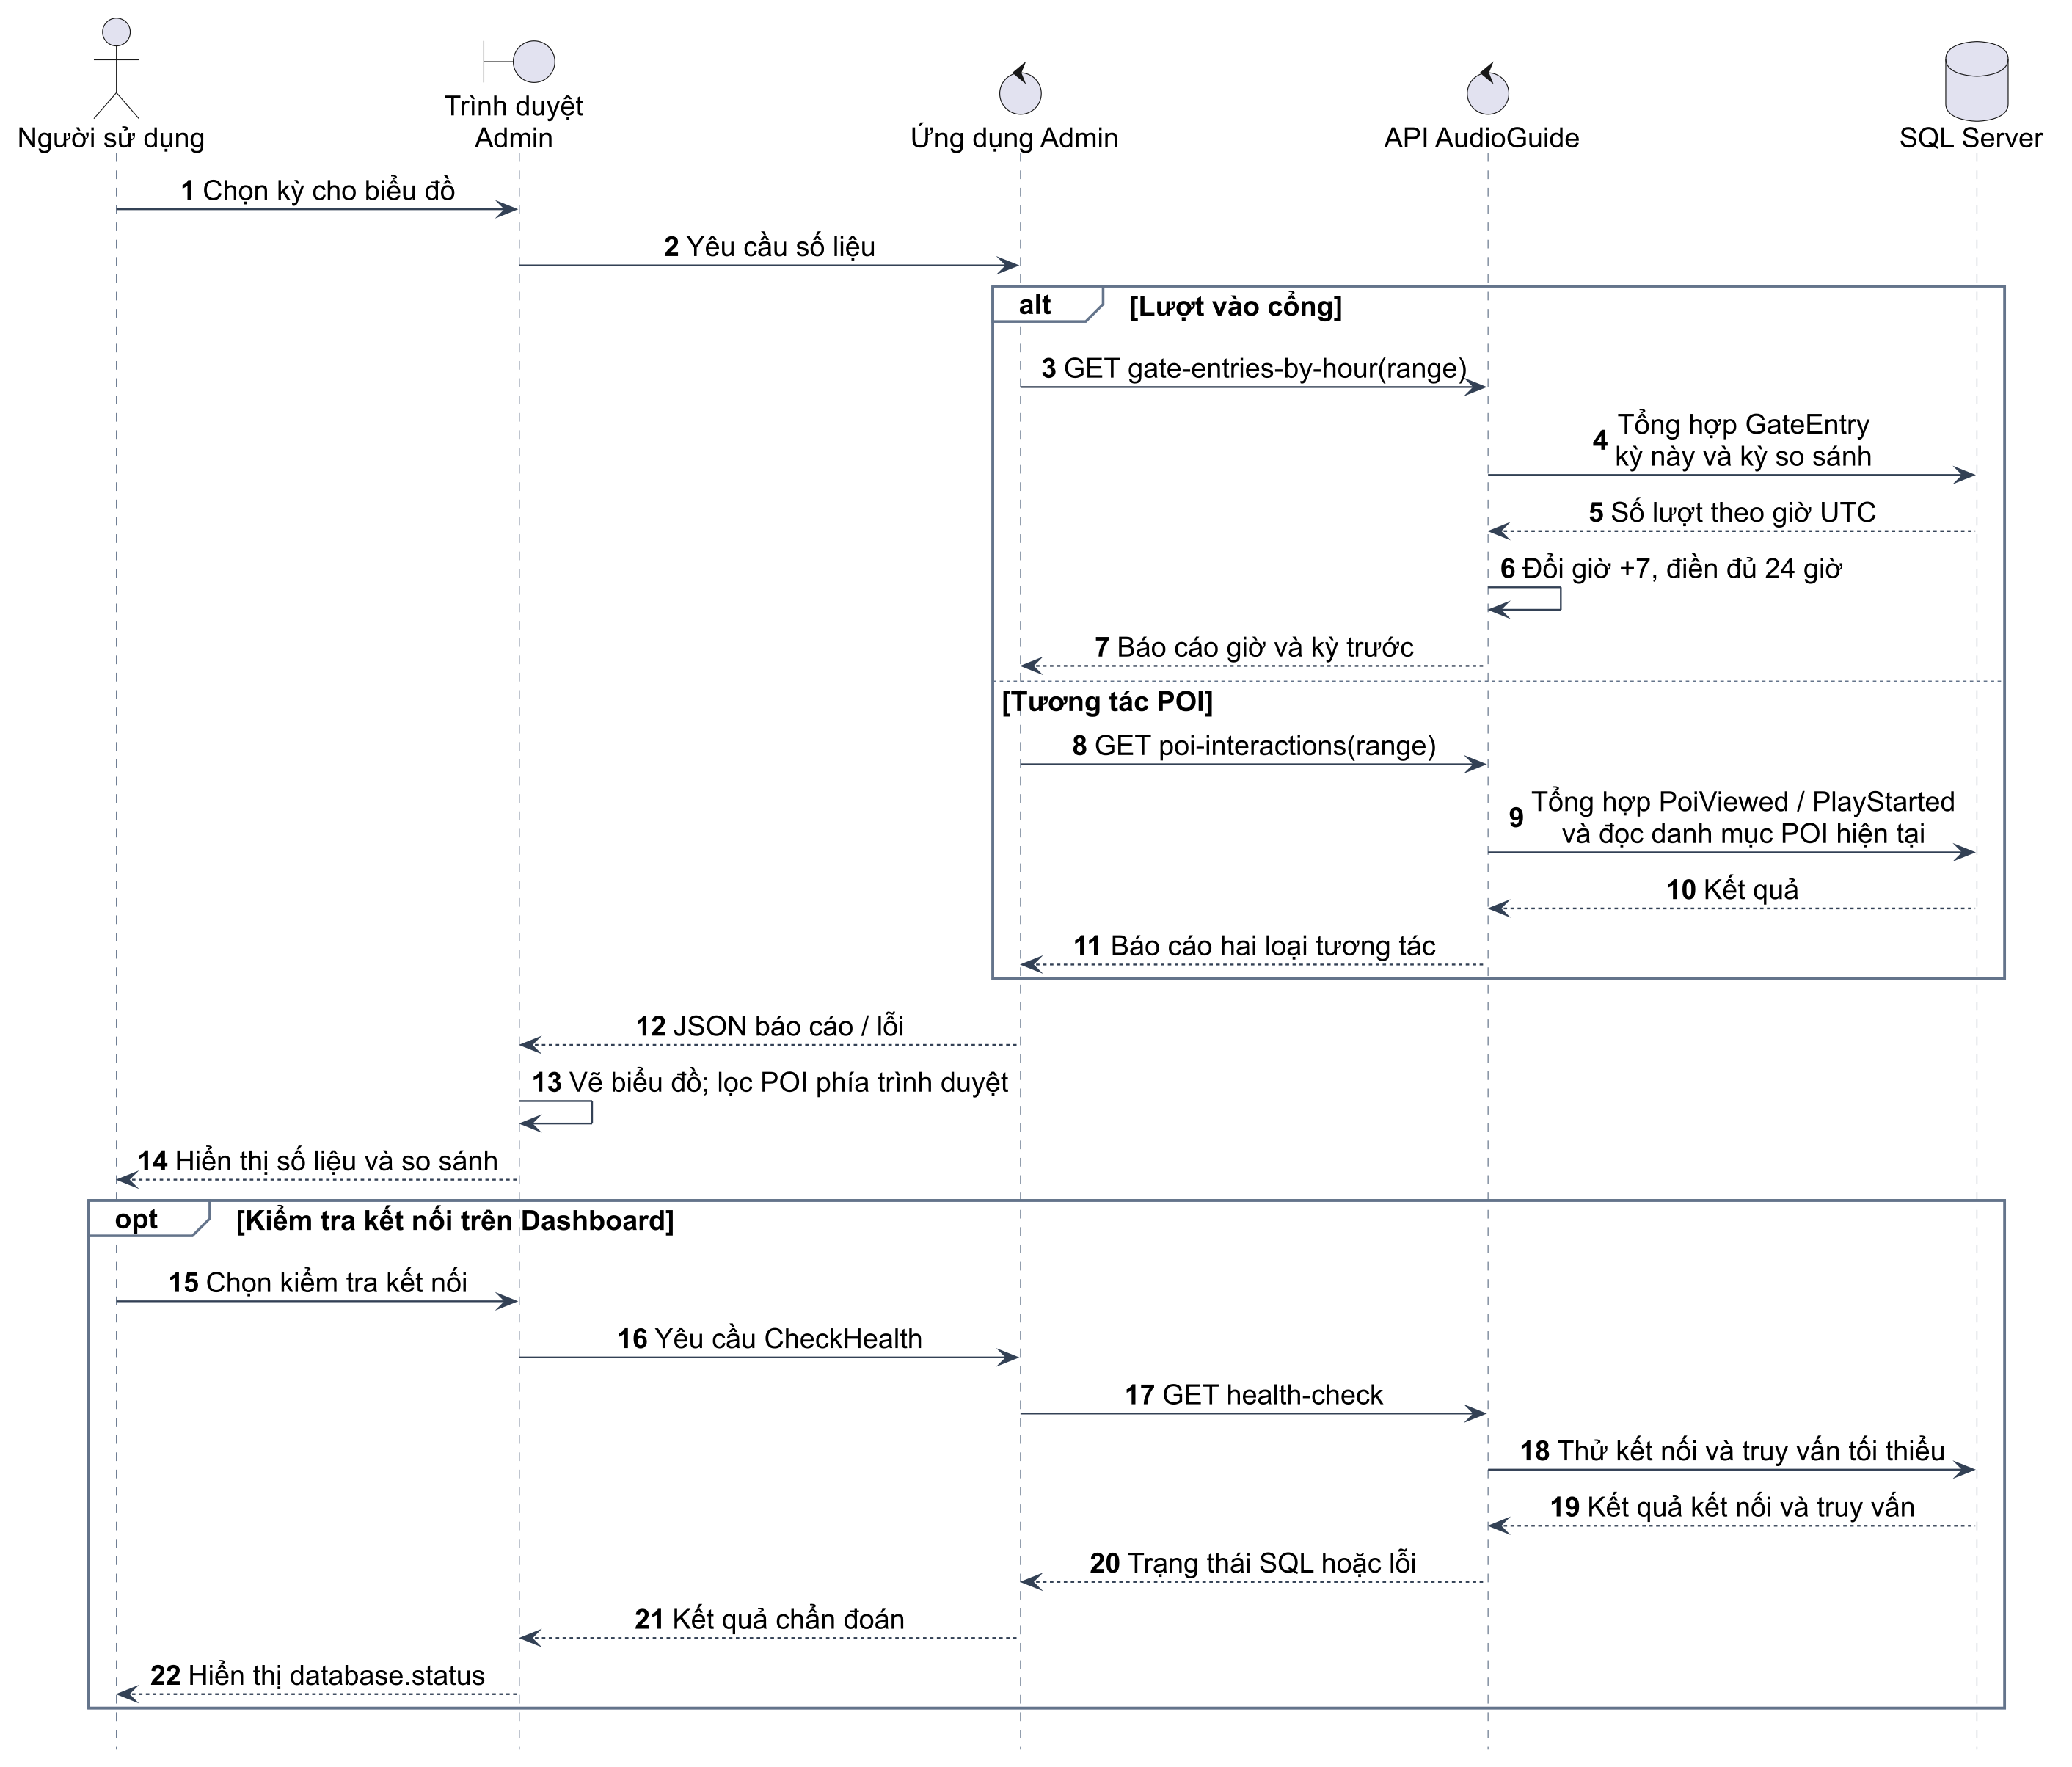 Người sử dụng
Trình duyệt
Admin
Ứng dụng Admin
API AudioGuide
SQL Server
1 Chọn kỳ cho biểu đồ
2 Yêu cầu số liệu
alt [Lượt vào cổng]
3 GET gate-entries-by-hour(range)
4 Tổng hợp GateEntry
kỳ này và kỳ so sánh
5 Số lượt theo giờ UTC
6 Đổi giờ +7, điền đủ 24 giờ
7 Báo cáo giờ và kỳ trước
[Tương tác POI]
8 GET poi-interactions(range)
9 Tổng hợp PoiViewed / PlayStarted
và đọc danh mục POI hiện tại
10 Kết quả
11 Báo cáo hai loại tương tác
12 JSON báo cáo / lỗi
13 Vẽ biểu đồ; lọc POI phía trình duyệt
14 Hiển thị số liệu và so sánh
opt [Kiểm tra kết nối trên Dashboard]
15 Chọn kiểm tra kết nối
16 Yêu cầu CheckHealth
17 GET health-check
18 Thử kết nối và truy vấn tối thiểu
19 Kết quả kết nối và truy vấn
20 Trạng thái SQL hoặc lỗi
21 Kết quả chẩn đoán
22 Hiển thị database.status